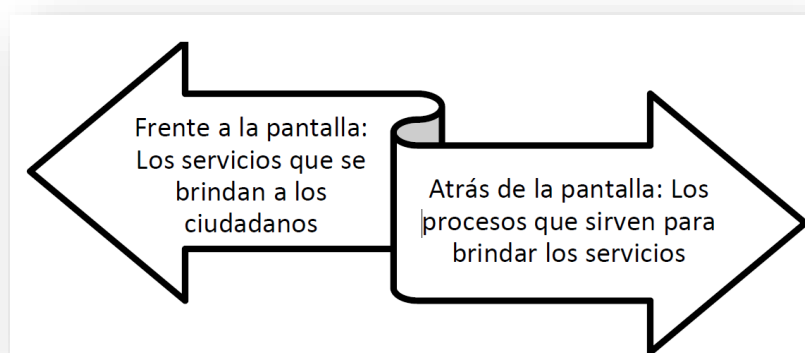 Frente a la pantalla:
Los servicios que se
brindan a los
ciudadanos
Atrás de la pantalla: Los
procesos que sirven para
brindar los servicios